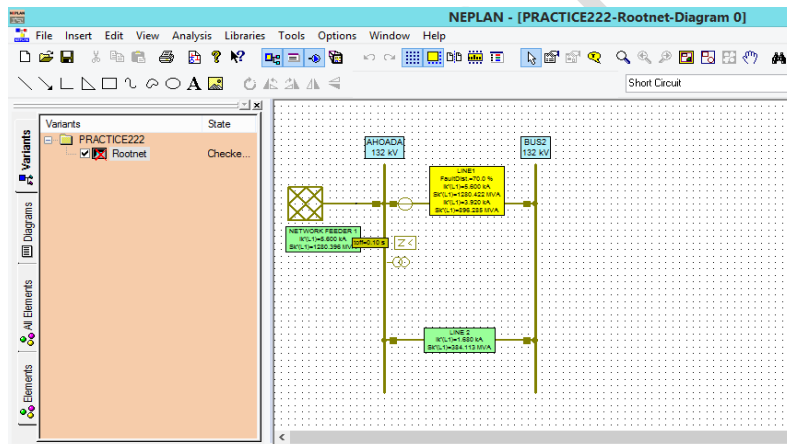 NEPLAN
NEPLAN - [PRACTICE222-Rootnet-Diagram 0]
File Insert Edit View Analysis Libraries Tools Options Window Help
A
Short Circuit
Variants State
PRACTICE222
Rootnet Checke...
Variants
Diagrams
All Elements
Elements
AHOADA
132 kV
BUS2
132 kV
LINE1
FaultDist.=70.0 %
Ik"(L1)=5.600 kA
Sk"(L1)=1280.422 MVA
Ik"(L1)=3.920 kA
Sk"(L1)=896.288 MVA
NETWORK FEEDER 1
Ik"(L1)=5.600 kA
Sk"(L1)=1280.396 MV
toff=0.10 s
Z <
LINE 2
Ik"(L1)=1.680 kA
Sk"(L1)=384.113 MVA